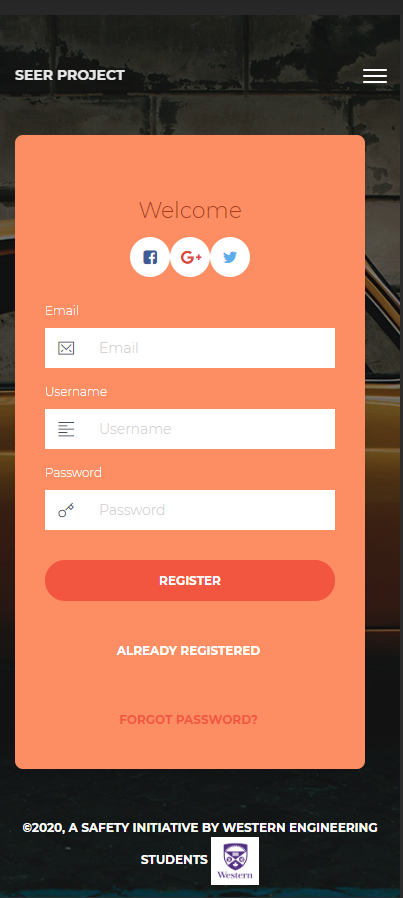 SEER PROJECT
Welcome
G+
Email
Email
Username
Username
Password
Password
REGISTER
ALREADY REGISTERED
FORGOT PASSWORD?
©2020, A SAFETY INITIATIVE BY WESTERN ENGINEERING
STUDENTS
Western